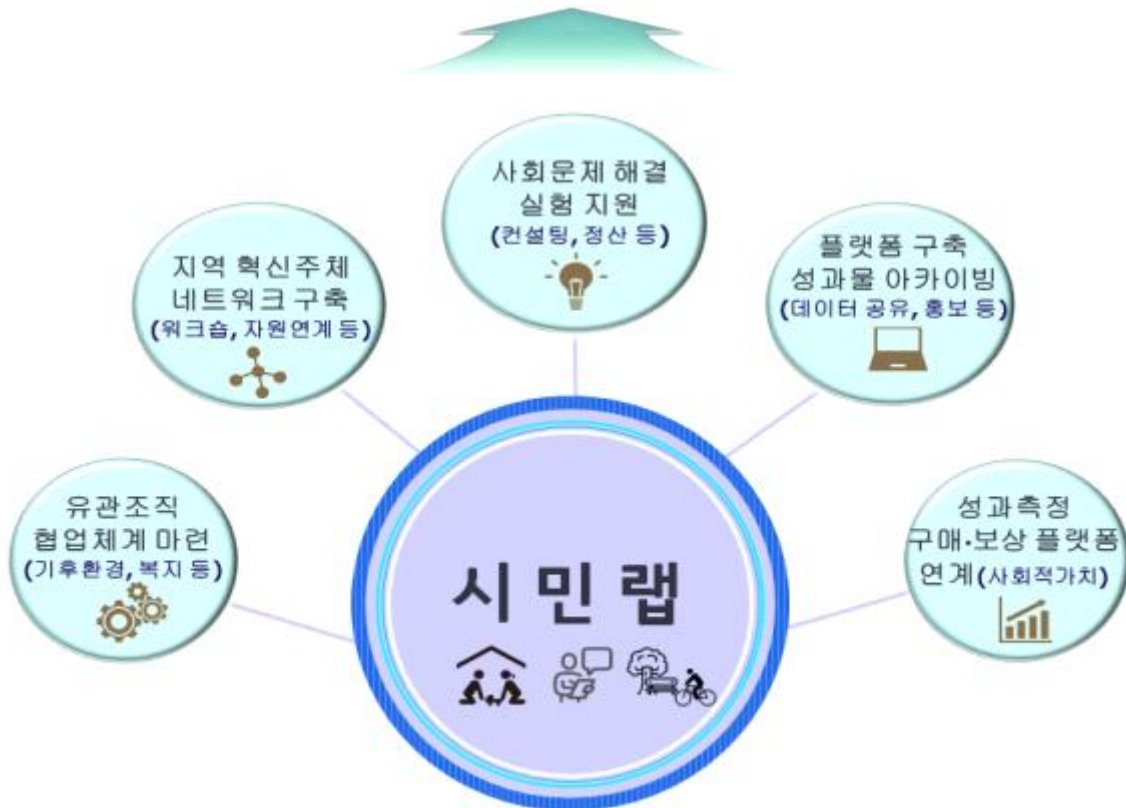 사회문제 해결
실험 지원
(컨설팅, 정산 등)
지역 혁신주체
네트워크 구축
(워크숍, 자원연계 등)
플랫폼 구축
성과물 아카이빙
(데이터 공유, 홍보 등)
유관조직
협업체계 마련
(기후환경, 복지 등)
성과측정
구매·보상 플랫폼
연계(사회적가치)
시민랩